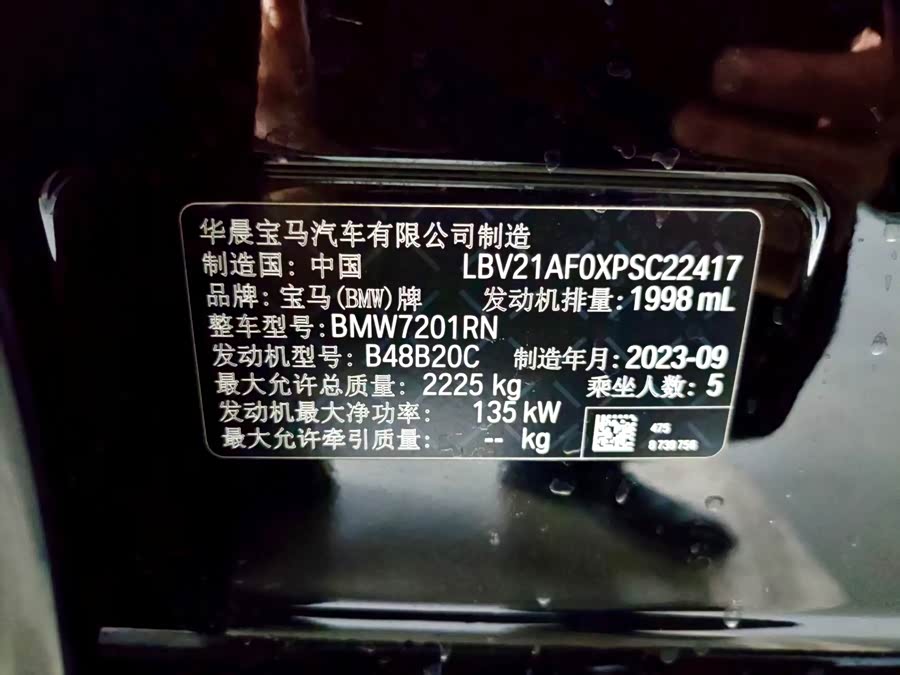 华晨宝马汽车有限公司制造
制造国：中国 LBV21AF0XPSC22417
品牌：宝马(BMW)牌 发动机排量：1998 mL
整车型号：BMW7201RN
发动机型号：B48B20C 制造年月：2023-09
最大允许总质量：2225 kg 乘坐人数：5
发动机最大净功率：135 kW
最大允许牵引质量：-- kg
475
8 738 756